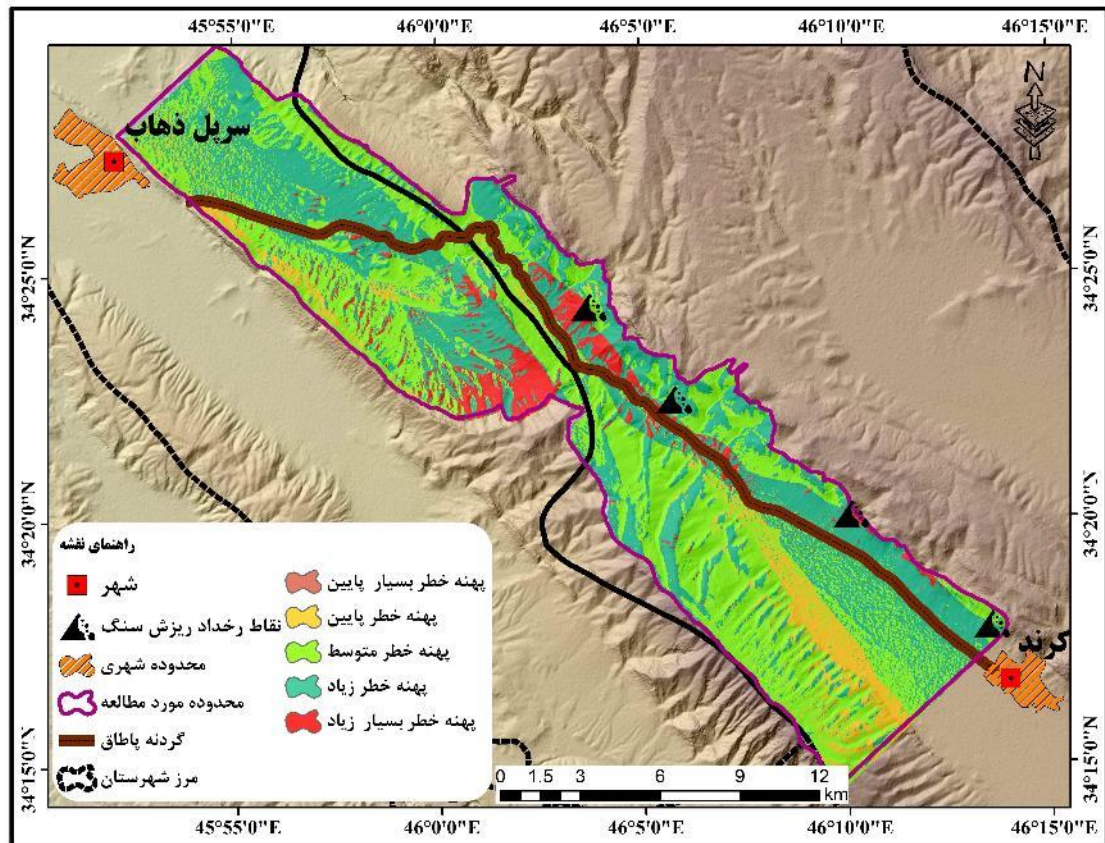 45°55'0"E 46°0'0"E 46°5'0"E 46°10'0"E 46°15'0"E
N
سرپل ذهاب
34°25'0"N 34°25'0"N
34°20'0"N 34°20'0"N
کرند
راهنمای نقشه
شهر
نقاط رخداد ریزش سنگ
محدوده شهری
محدوده مورد مطالعه
گردنه پاطاق
مرز شهرستان
پهنه خطر بسیار پایین
پهنه خطر پایین
پهنه خطر متوسط
پهنه خطر زیاد
پهنه خطر بسیار زیاد
34°15'0"N 34°15'0"N
0 1.5 3 6 9 12
km
45°55'0"E 46°0'0"E 46°5'0"E 46°10'0"E 46°15'0"E